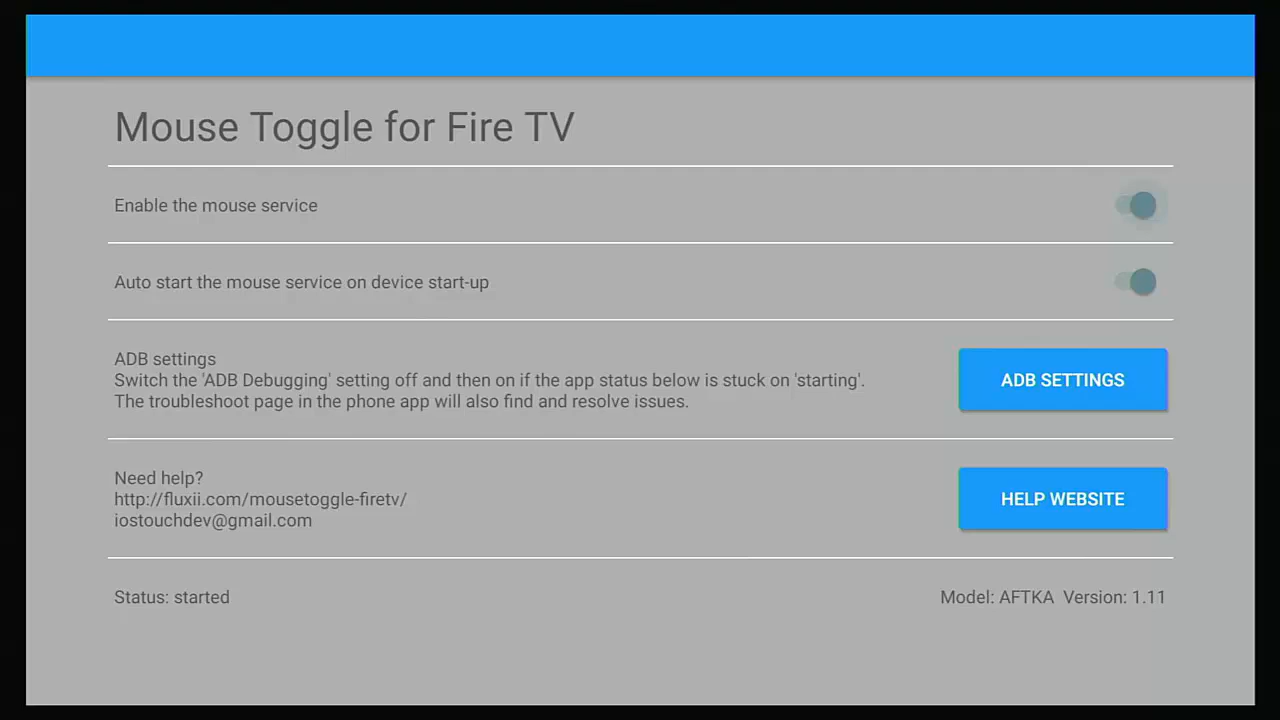 Mouse Toggle for Fire TV
Enable the mouse service
Auto start the mouse service on device start-up
ADB settings
Switch the 'ADB Debugging' setting off and then on if the app status below is stuck on 'starting'.
The troubleshoot page in the phone app will also find and resolve issues.
ADB SETTINGS
Need help?
http://fluxii.com/mousetoggle-firetv/
iostouchdev@gmail.com
HELP WEBSITE
Status: started
Model: AFTKA  Version: 1.11